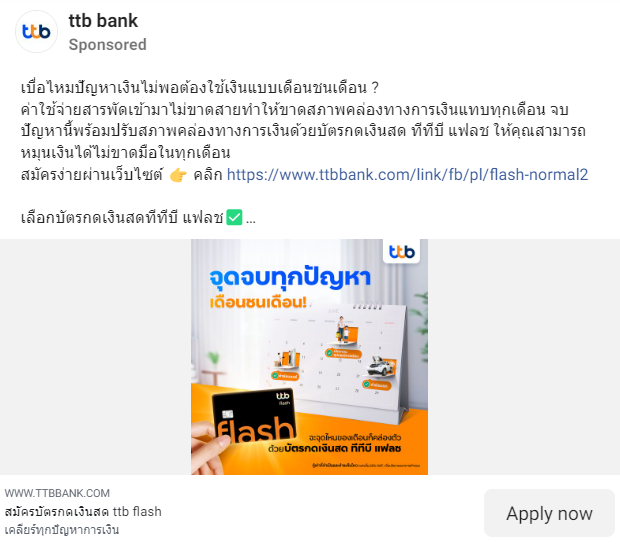 ttb
ttb bank
Sponsored
เบื่อไหมปัญหาเงินไม่พอต้องใช้เงินแบบเดือนชนเดือน ?
ค่าใช้จ่ายสารพัดเข้ามาไม่ขาดสายทำให้ขาดสภาพคล่องทางการเงินแทบทุกเดือน จบ
ปัญหานี้พร้อมปรับสภาพคล่องทางการเงินด้วยบัตรกดเงินสด ทีทีบี แฟลช ให้คุณสามารถ
หมุนเงินได้ไม่ขาดมือในทุกเดือน
สมัครง่ายผ่านเว็บไซต์ 👉 คลิก https://www.ttbbank.com/link/fb/pl/flash-normal2
เลือกบัตรกดเงินสดทีทีบี แฟลช✅...
ttb
จุดจบทุกปัญหา
เดือนชนเดือน!
ttb
flash
flash
ฉะจุดไหนของเดือนก็คล่องตัว
ด้วยบัตรกดเงินสด ทีทีบี แฟลช
WWW.TTBBANK.COM
สมัครบัตรกดเงินสด ttb flash
เคลียร์ทุกปัญหาการเงิน
Apply now